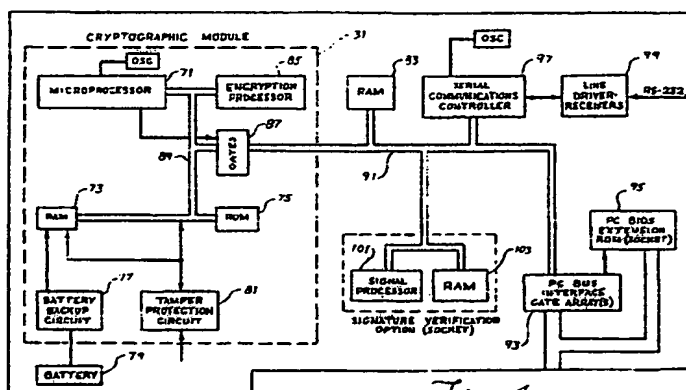 CRYPTOGRAPHIC MODULE
31
OSC
71
MICROPROCESSOR
85
ENCRYPTION
PROCESSOR
87
GATES
89
73
RAM
ROM
75
77
BATTERY
BACKUP
CIRCUIT
TAMPER
PROTECTION
CIRCUIT
81
BATTERY
79
83
RAM
OSC
97
SERIAL
COMMUNICATIONS
CONTROLLER
99
LINE
DRIVER-
RECEIVERS
RS-232
91
101
SIGNAL
PROCESSOR
103
RAM
SIGNATURE VERIFICATION
OPTION (SOCKET)
95
PC BIOS
EXTENSION
ROM (SOCKET)
PC BUS
INTERFACE
GATE ARRAY(S)
93